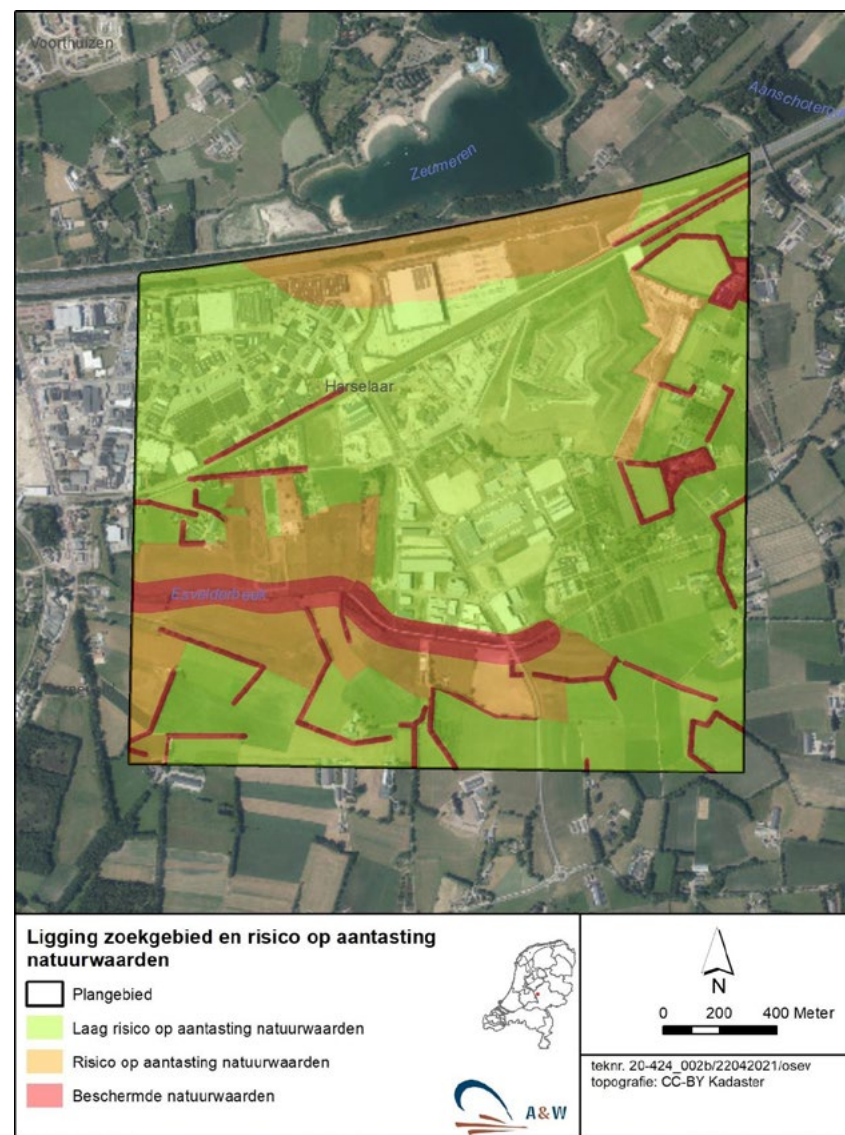 Voorthuizen
Zeumeren
Harselaar
Esvelderbeek
Ligging zoekgebied en risico op aantasting
natuurwaarden
Plangebied
Laag risico op aantasting natuurwaarden
Risico op aantasting natuurwaarden
Beschermde natuurwaarden
A&W
N
0 200 400 Meter
teknr. 20-424_002b/22042021/osev
topografie: CC-BY Kadaster